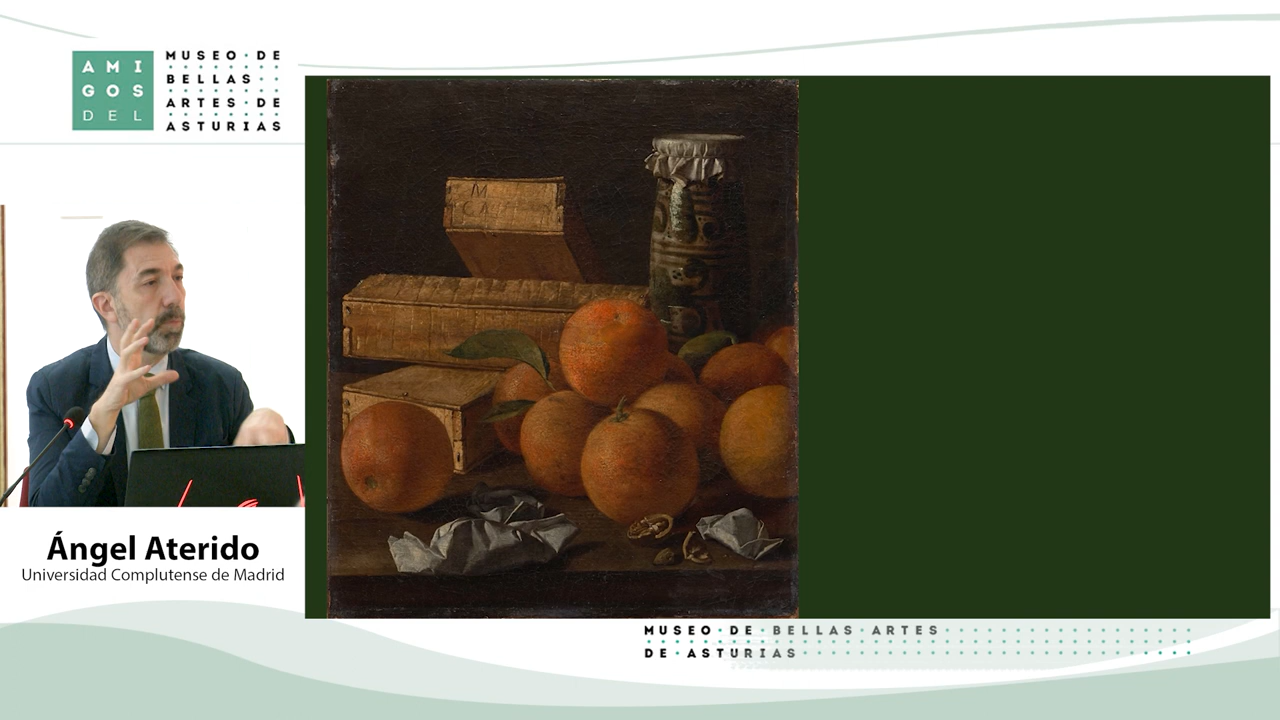 AMI
GOS
DEL
MUSEO DE
BELLAS
ARTES DE
ASTURIAS
M
Ángel Aterido
Universidad Complutense de Madrid
MUSEO DE BELLAS ARTES
DE ASTURIAS